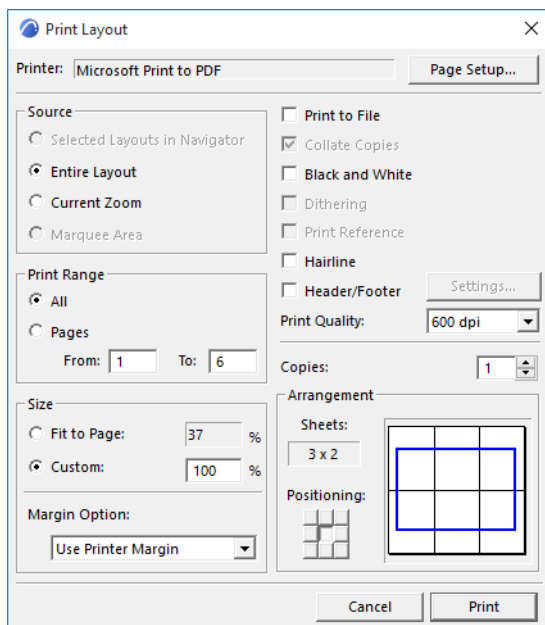 Print Layout
Printer: Microsoft Print to PDF Page Setup...
Source
Selected Layouts in Navigator
Entire Layout
Current Zoom
Marquee Area
Print Range
All
Pages
From: 1 To: 6
Size
Fit to Page: 37 %
Custom: 100 %
Margin Option:
Use Printer Margin
Print to File
Collate Copies
Black and White
Dithering
Print Reference
Hairline
Header/Footer Settings...
Print Quality: 600 dpi
Copies: 1
Arrangement
Sheets:
3 x 2
Positioning:
Cancel Print